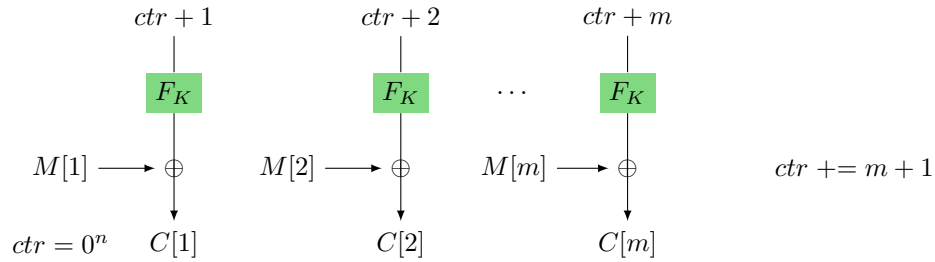 ctr + 1 ctr + 2 ctr + m
F_K F_K ··· F_K
M[1] ⊕ M[2] ⊕ M[m] ⊕ ctr += m + 1
ctr = 0^n C[1] C[2] C[m]